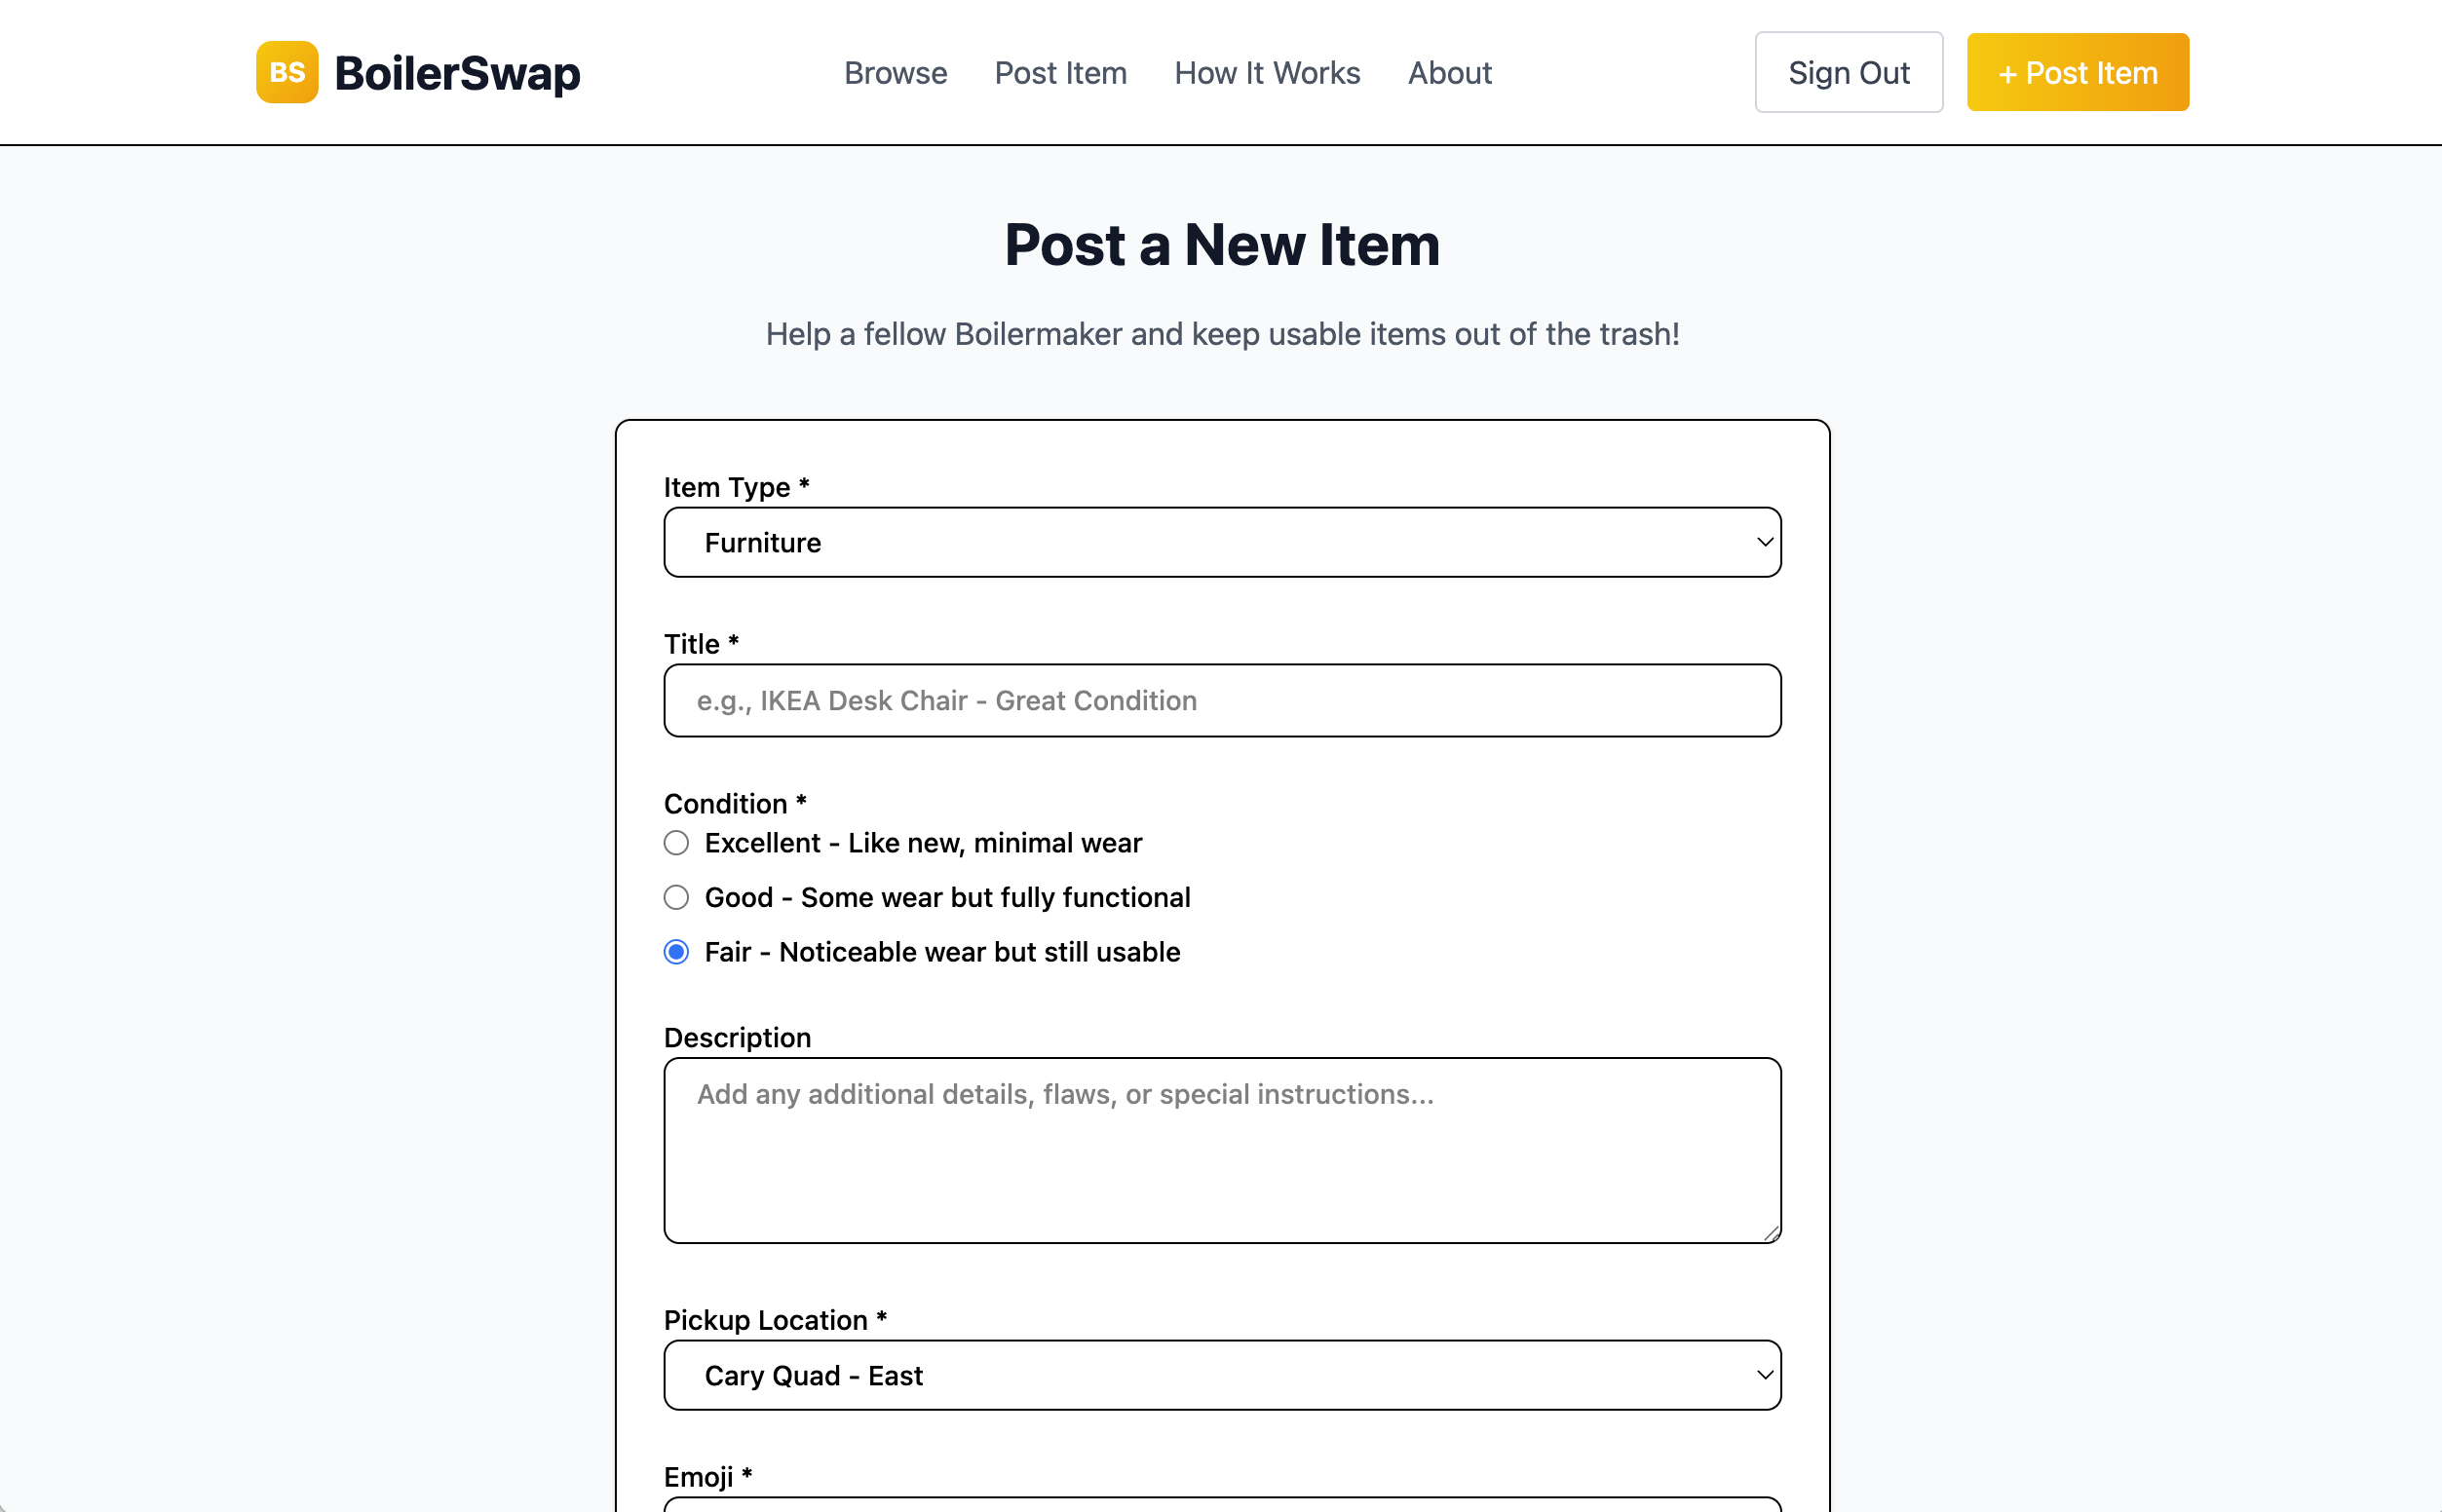 BS BoilerSwap Browse Post Item How It Works About Sign Out + Post Item
Post a New Item
Help a fellow Boilermaker and keep usable items out of the trash!
Item Type *
Furniture
Title *
e.g., IKEA Desk Chair - Great Condition
Condition *
Excellent - Like new, minimal wear
Good - Some wear but fully functional
Fair - Noticeable wear but still usable
Description
Add any additional details, flaws, or special instructions...
Pickup Location *
Cary Quad - East
Emoji *